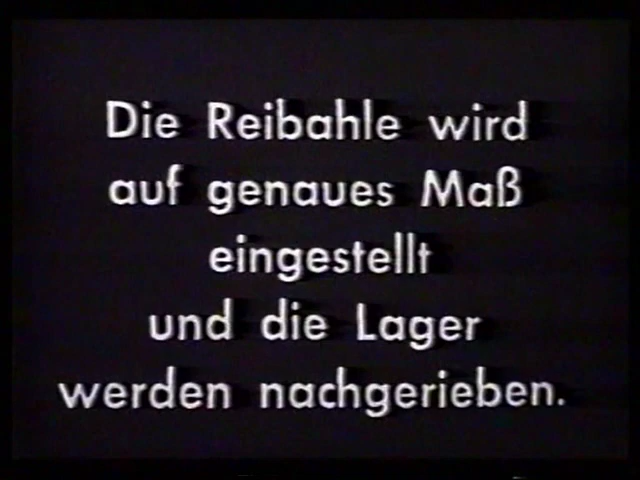 Die Reibahle wird
auf genaues Maß
eingestellt
und die Lager
werden nachgerieben.